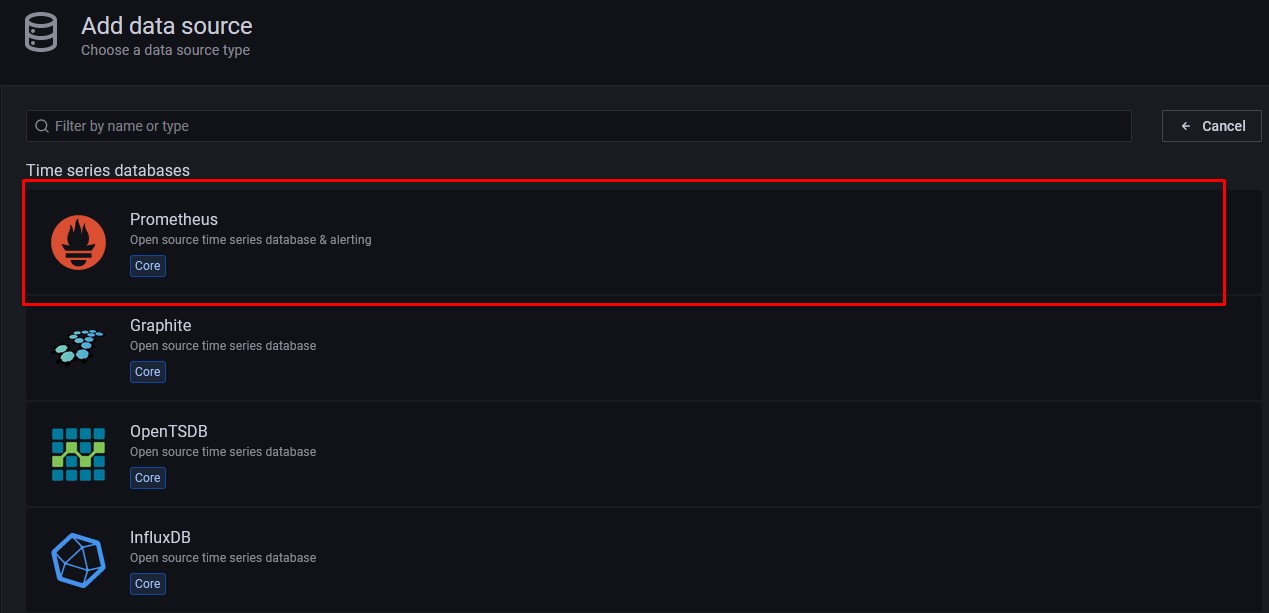 Add data source
Choose a data source type
Filter by name or type
Cancel
Time series databases
Prometheus
Open source time series database & alerting
Core
Graphite
Open source time series database
Core
OpenTSDB
Open source time series database
Core
InfluxDB
Open source time series database
Core